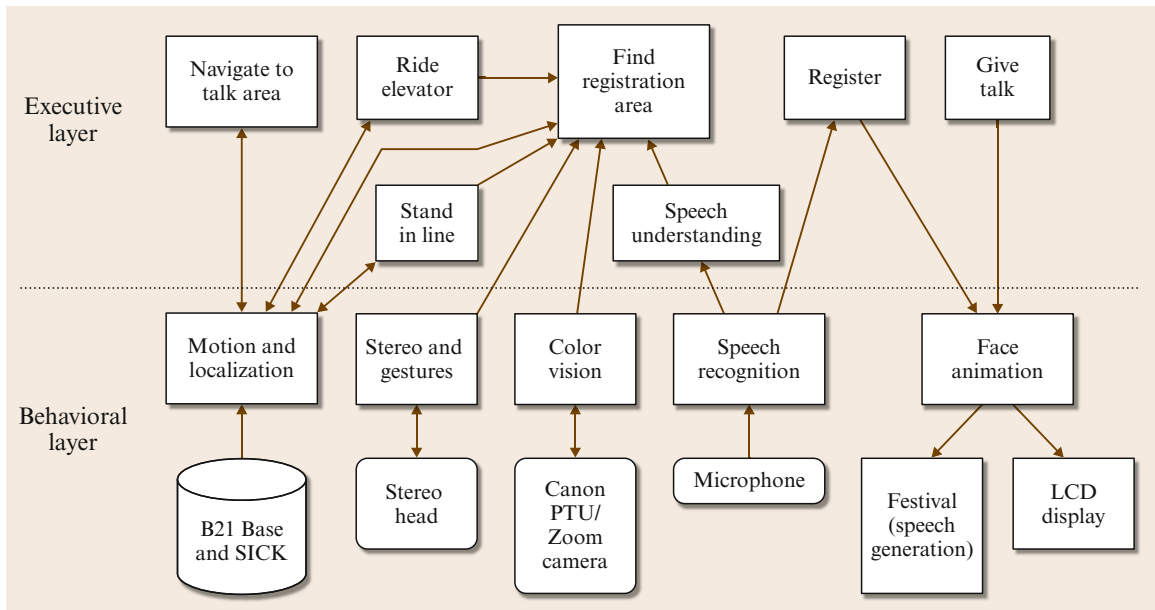 Executive
layer
Navigate to
talk area
Ride
elevator
Find
registration
area
Register
Give
talk
Stand
in line
Speech
understanding
Behavioral
layer
Motion and
localization
Stereo and
gestures
Color
vision
Speech
recognition
Face
animation
B21 Base
and SICK
Stereo
head
Canon
PTU/
Zoom
camera
Microphone
Festival
(speech
generation)
LCD
display